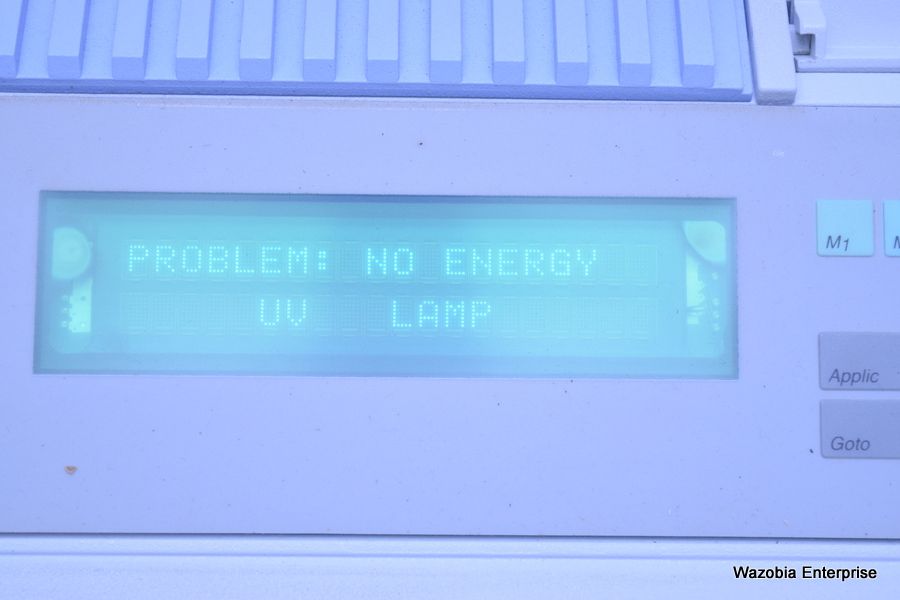 PROBLEM: NO ENERGY
UV LAMP
M1
Applic
Goto
Wazobia Enterprise